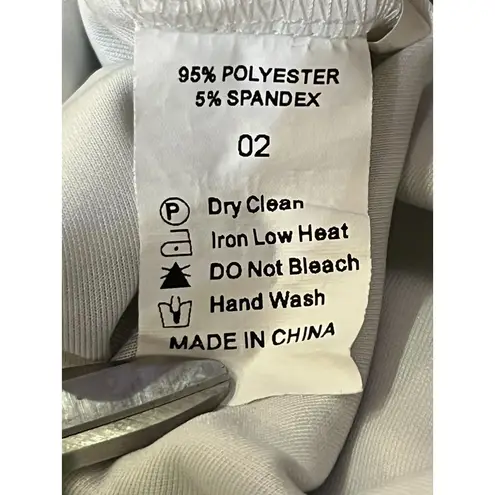 95% POLYESTER
5% SPANDEX
02
P Dry Clean
Iron Low Heat
DO Not Bleach
Hand Wash
MADE IN CHINA